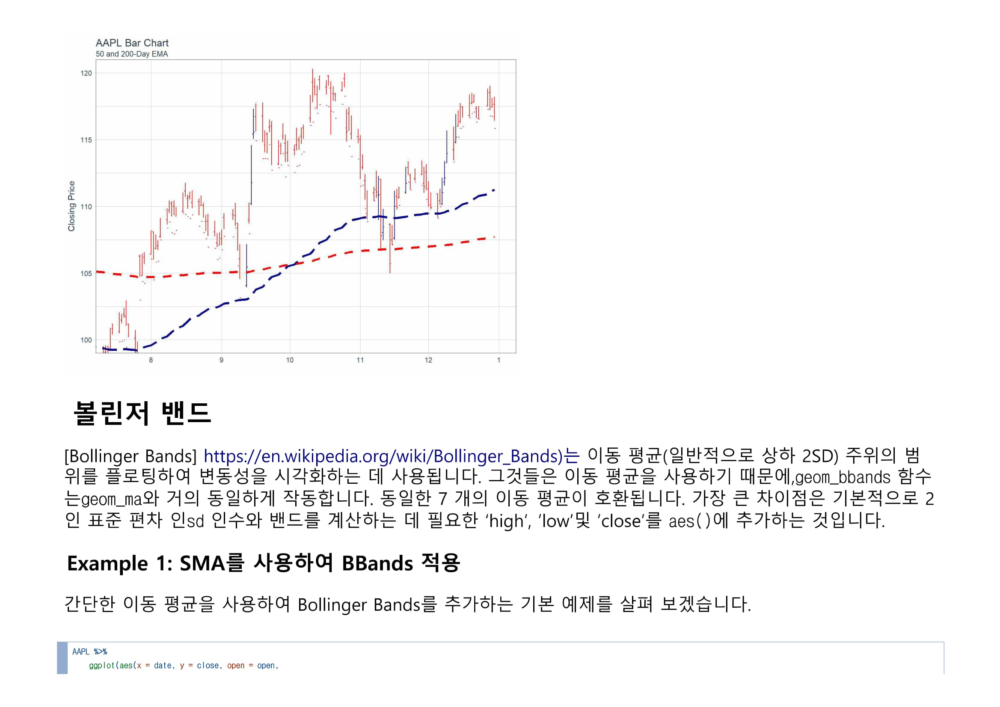 AAPL Bar Chart
50 and 200-Day EMA
Closing Price
120
115
110
105
100
8 9 10 11 12 1
볼린저 밴드
[Bollinger Bands] https://en.wikipedia.org/wiki/Bollinger_Bands)는 이동 평균(일반적으로 상하 2SD) 주위의 범
위를 플로팅하여 변동성을 시각화하는 데 사용됩니다. 그것들은 이동 평균을 사용하기 때문에,geom_bbands 함수
는geom_ma와 거의 동일하게 작동합니다. 동일한 7 개의 이동 평균이 호환됩니다. 가장 큰 차이점은 기본적으로 2
인 표준 편차 인sd 인수와 밴드를 계산하는 데 필요한 ‘high’, ‘low’및 ’close’를 aes()에 추가하는 것입니다.
Example 1: SMA를 사용하여 BBands 적용
간단한 이동 평균을 사용하여 Bollinger Bands를 추가하는 기본 예제를 살펴 보겠습니다.
AAPL %>%
ggplot(aes(x = date, y = close, open = open,